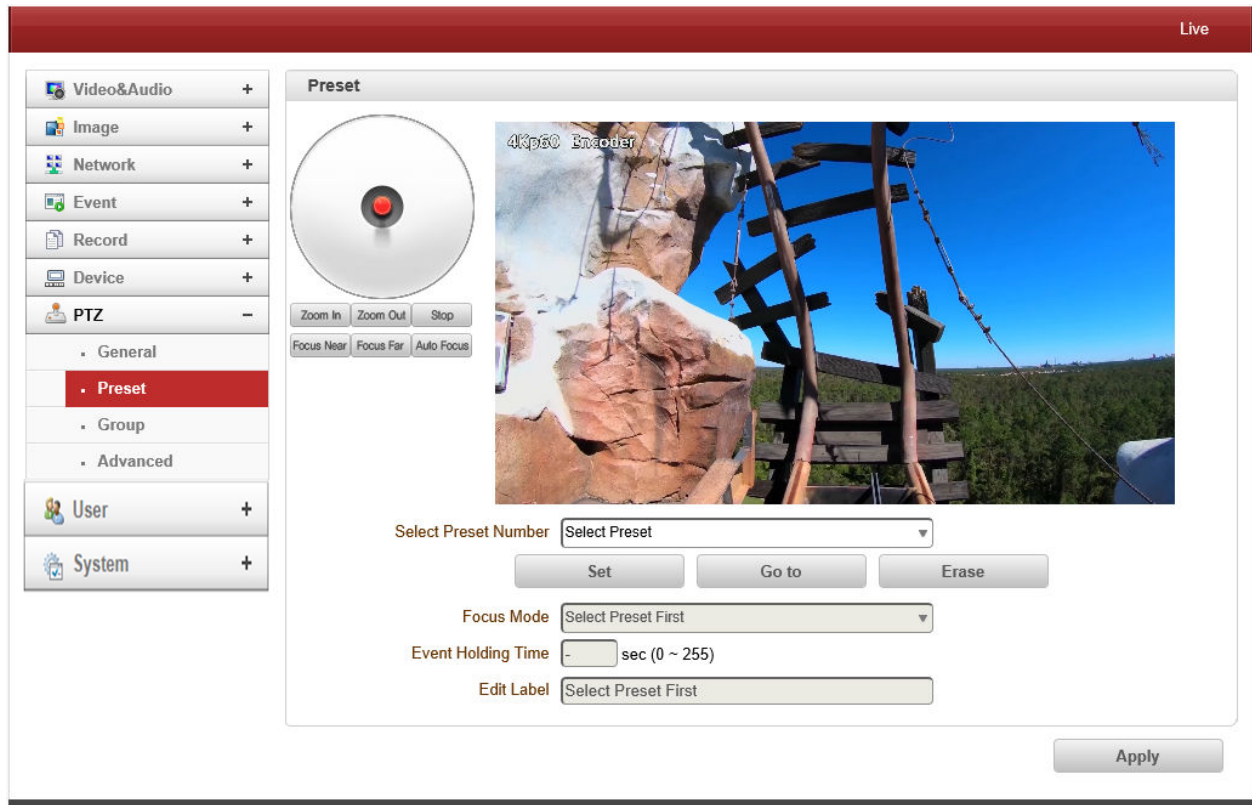 Live
Video&Audio +
Image +
Network +
Event +
Record +
Device +
PTZ −
General
Preset
Group
Advanced
User +
System +
Preset
4Kp60 Encoder
Zoom In Zoom Out Stop
Focus Near Focus Far Auto Focus
Select Preset Number Select Preset
Set Go to Erase
Focus Mode Select Preset First
Event Holding Time - sec (0 ~ 255)
Edit Label Select Preset First
Apply